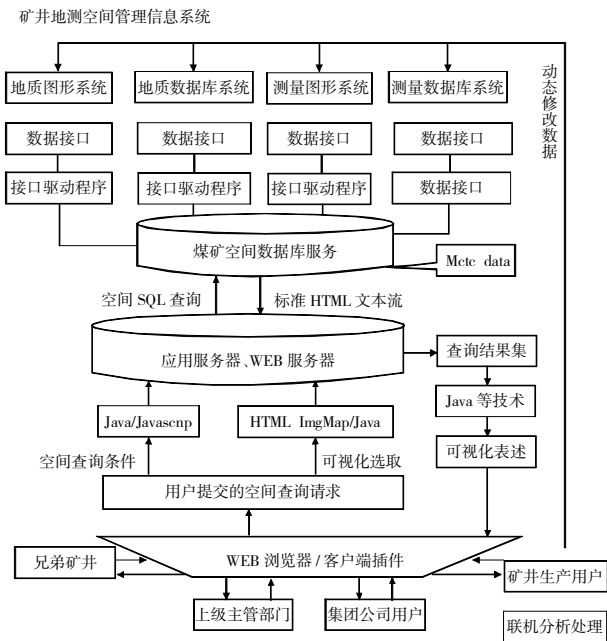 矿井地测空间管理信息系统
地质图形系统
地质数据库系统
测量图形系统
测量数据库系统
动态修改数据
数据接口
数据接口
数据接口
数据接口
接口驱动程序
接口驱动程序
接口驱动程序
数据接口
煤矿空间数据库服务
Mctc data
空间 SQL 查询
标准 HTML 文本流
应用服务器、WEB 服务器
查询结果集
Java/Javascnp
HTML ImgMap/Java
Java 等技术
空间查询条件
可视化选取
可视化表述
用户提交的空间查询请求
WEB 浏览器/客户端插件
兄弟矿井
矿井生产用户
上级主管部门
集团公司用户
联机分析处理